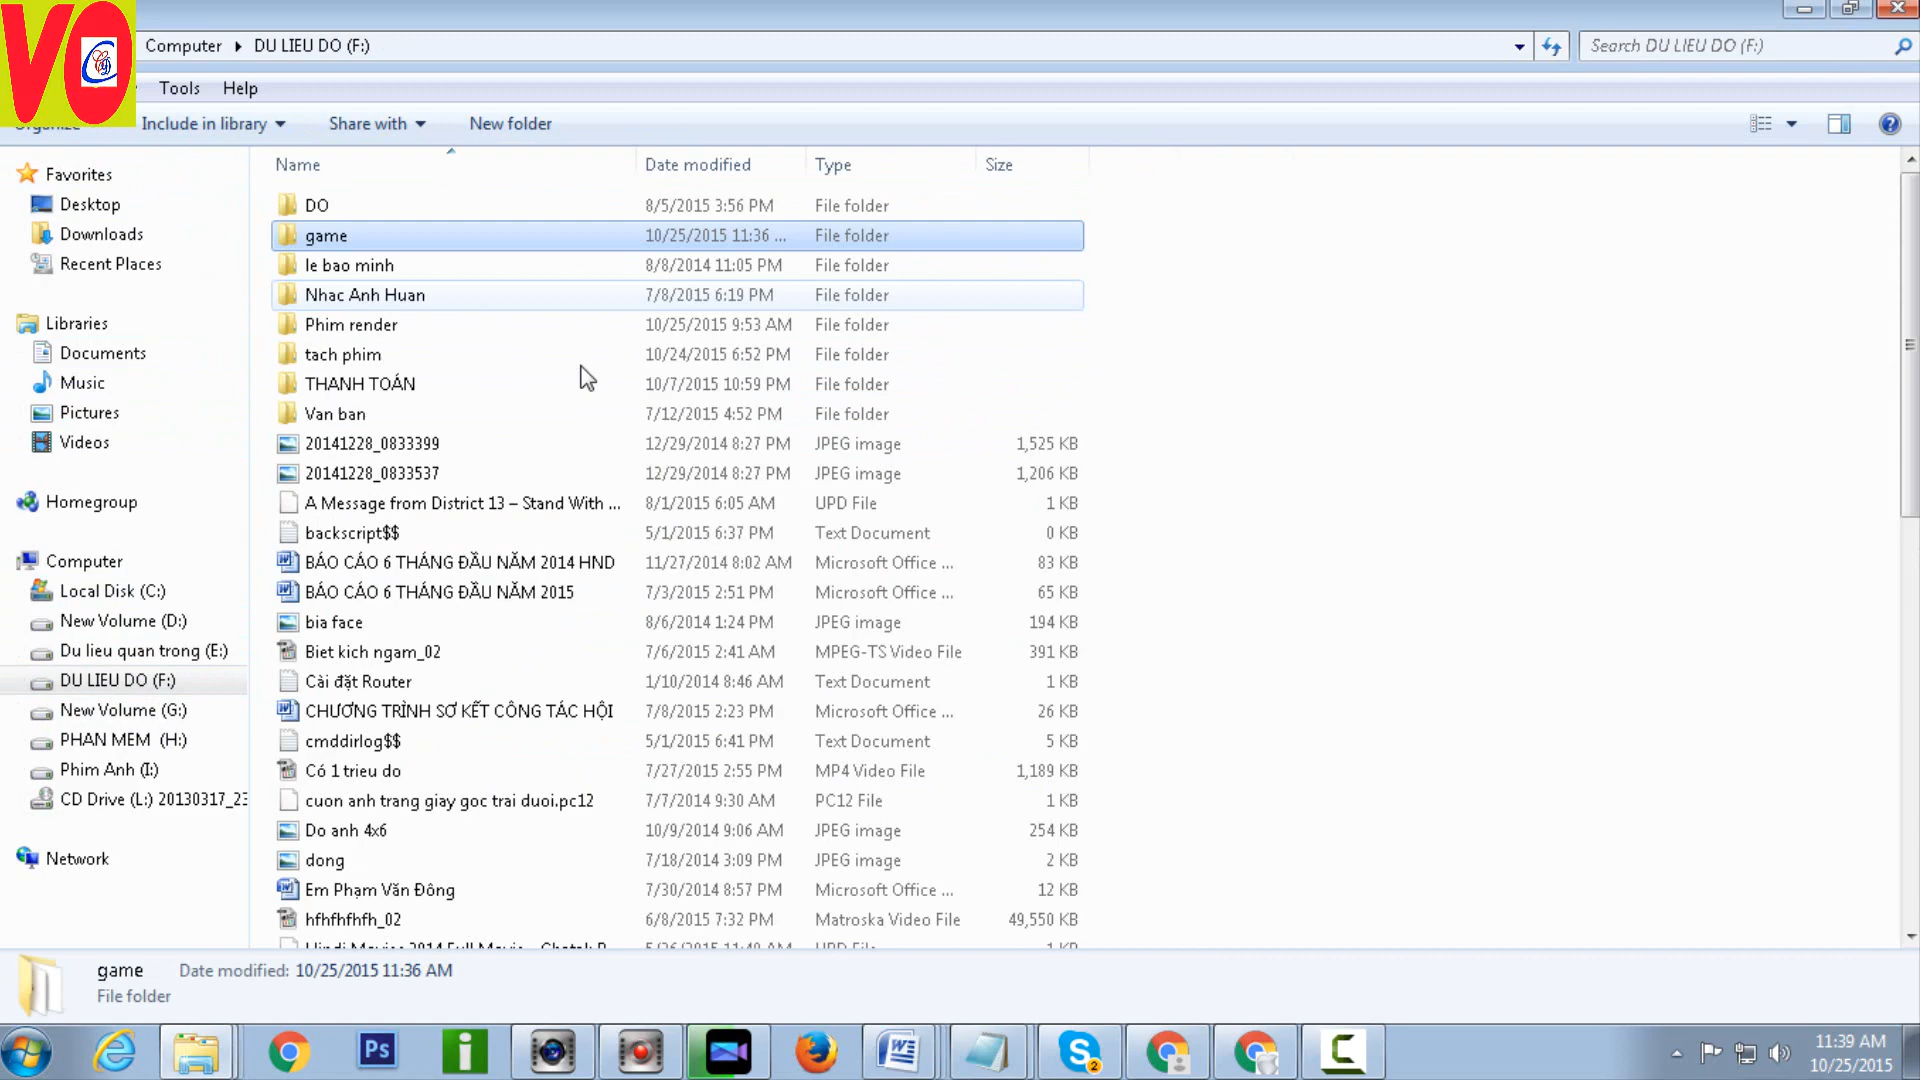 VO
Computer ▸ DU LIEU DO (F:)
Search DU LIEU DO (F:)
Tools Help
Organize Include in library Share with New folder
Name Date modified Type Size
Favorites
Desktop
Downloads
Recent Places
Libraries
Documents
Music
Pictures
Videos
Homegroup
Computer
Local Disk (C:)
New Volume (D:)
Du lieu quan trong (E:)
DU LIEU DO (F:)
New Volume (G:)
PHAN MEM (H:)
Phim Anh (I:)
CD Drive (L:) 20130317_23
Network
DO 8/5/2015 3:56 PM File folder
game 10/25/2015 11:36 ... File folder
le bao minh 8/8/2014 11:05 PM File folder
Nhac Anh Huan 7/8/2015 6:19 PM File folder
Phim render 10/25/2015 9:53 AM File folder
tach phim 10/24/2015 6:52 PM File folder
THANH TOÁN 10/7/2015 10:59 PM File folder
Van ban 7/12/2015 4:52 PM File folder
20141228_0833399 12/29/2014 8:27 PM JPEG image 1,525 KB
20141228_0833537 12/29/2014 8:27 PM JPEG image 1,206 KB
A Message from District 13 – Stand With ... 8/1/2015 6:05 AM UPD File 1 KB
backscript$$ 5/1/2015 6:37 PM Text Document 0 KB
BÁO CÁO 6 THÁNG ĐẦU NĂM 2014 HND 11/27/2014 8:02 AM Microsoft Office ... 83 KB
BÁO CÁO 6 THÁNG ĐẦU NĂM 2015 7/3/2015 2:51 PM Microsoft Office ... 65 KB
bia face 8/6/2014 1:24 PM JPEG image 194 KB
Biet kich ngam_02 7/6/2015 2:41 AM MPEG-TS Video File 391 KB
Cài đặt Router 1/10/2014 8:46 AM Text Document 1 KB
CHƯƠNG TRÌNH SƠ KẾT CÔNG TÁC HỘI 7/8/2015 2:23 PM Microsoft Office ... 26 KB
cmddirlog$$ 5/1/2015 6:41 PM Text Document 5 KB
Có 1 trieu do 7/27/2015 2:55 PM MP4 Video File 1,189 KB
cuon anh trang giay goc trai duoi.pc12 7/7/2014 9:30 AM PC12 File 1 KB
Do anh 4x6 10/9/2014 9:06 AM JPEG image 254 KB
dong 7/18/2014 3:09 PM JPEG image 2 KB
Em Phạm Văn Đông 7/30/2014 8:57 PM Microsoft Office ... 12 KB
hfhfhfhfh_02 6/8/2015 7:32 PM Matroska Video File 49,550 KB
game Date modified: 10/25/2015 11:36 AM
File folder
Ps
2
11:39 AM
10/25/2015